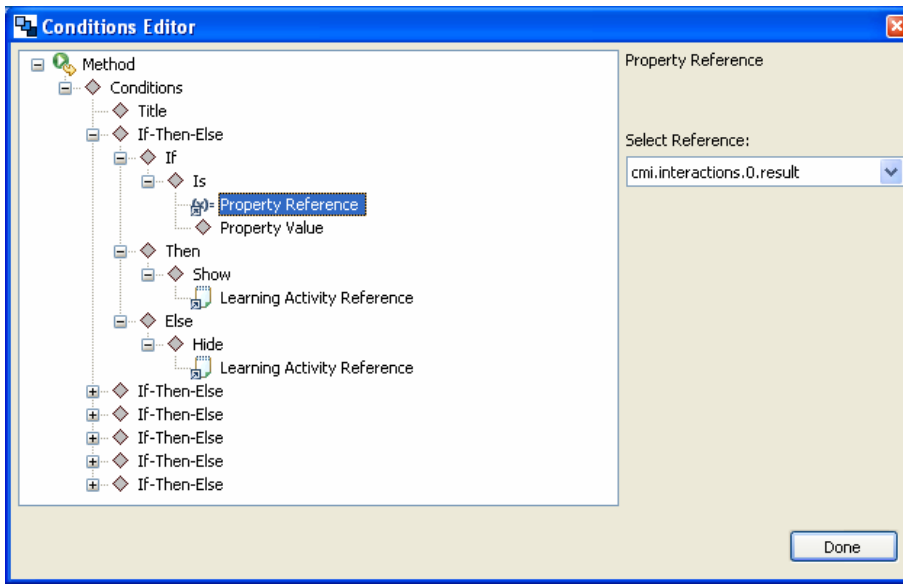 Conditions Editor
Method
Conditions
Title
If-Then-Else
If
Is
(x)= Property Reference
Property Value
Then
Show
Learning Activity Reference
Else
Hide
Learning Activity Reference
If-Then-Else
If-Then-Else
If-Then-Else
If-Then-Else
If-Then-Else
Property Reference
Select Reference:
cmi.interactions.0.result
Done